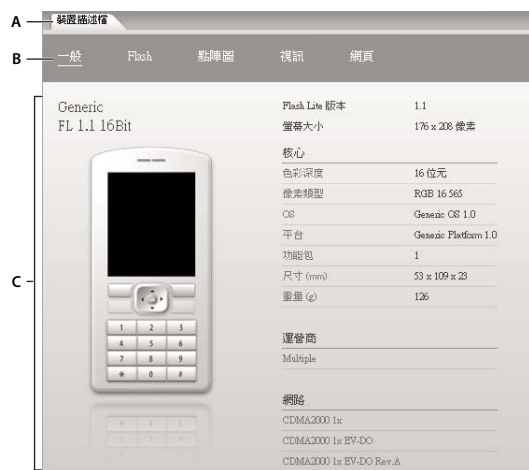 A
裝置描述檔
B
一般 Flash 點陣圖 視訊 網頁
C
Generic
FL 1.1 16Bit
Flash Lite 版本 1.1
螢幕大小 176 x 208 像素
核心
色彩深度 16 位元
像素類型 RGB 16 565
OS Generic OS 1.0
平台 Generic Platform 1.0
功能包 1
尺寸 (mm) 53 x 109 x 23
重量 (g) 126
運營商
Multiple
網路
CDMA2000 1x
CDMA2000 1x EV-DO
CDMA2000 1x EV-DO Rev.A
1 2 3
4 5 6
7 8 9
* 0 #